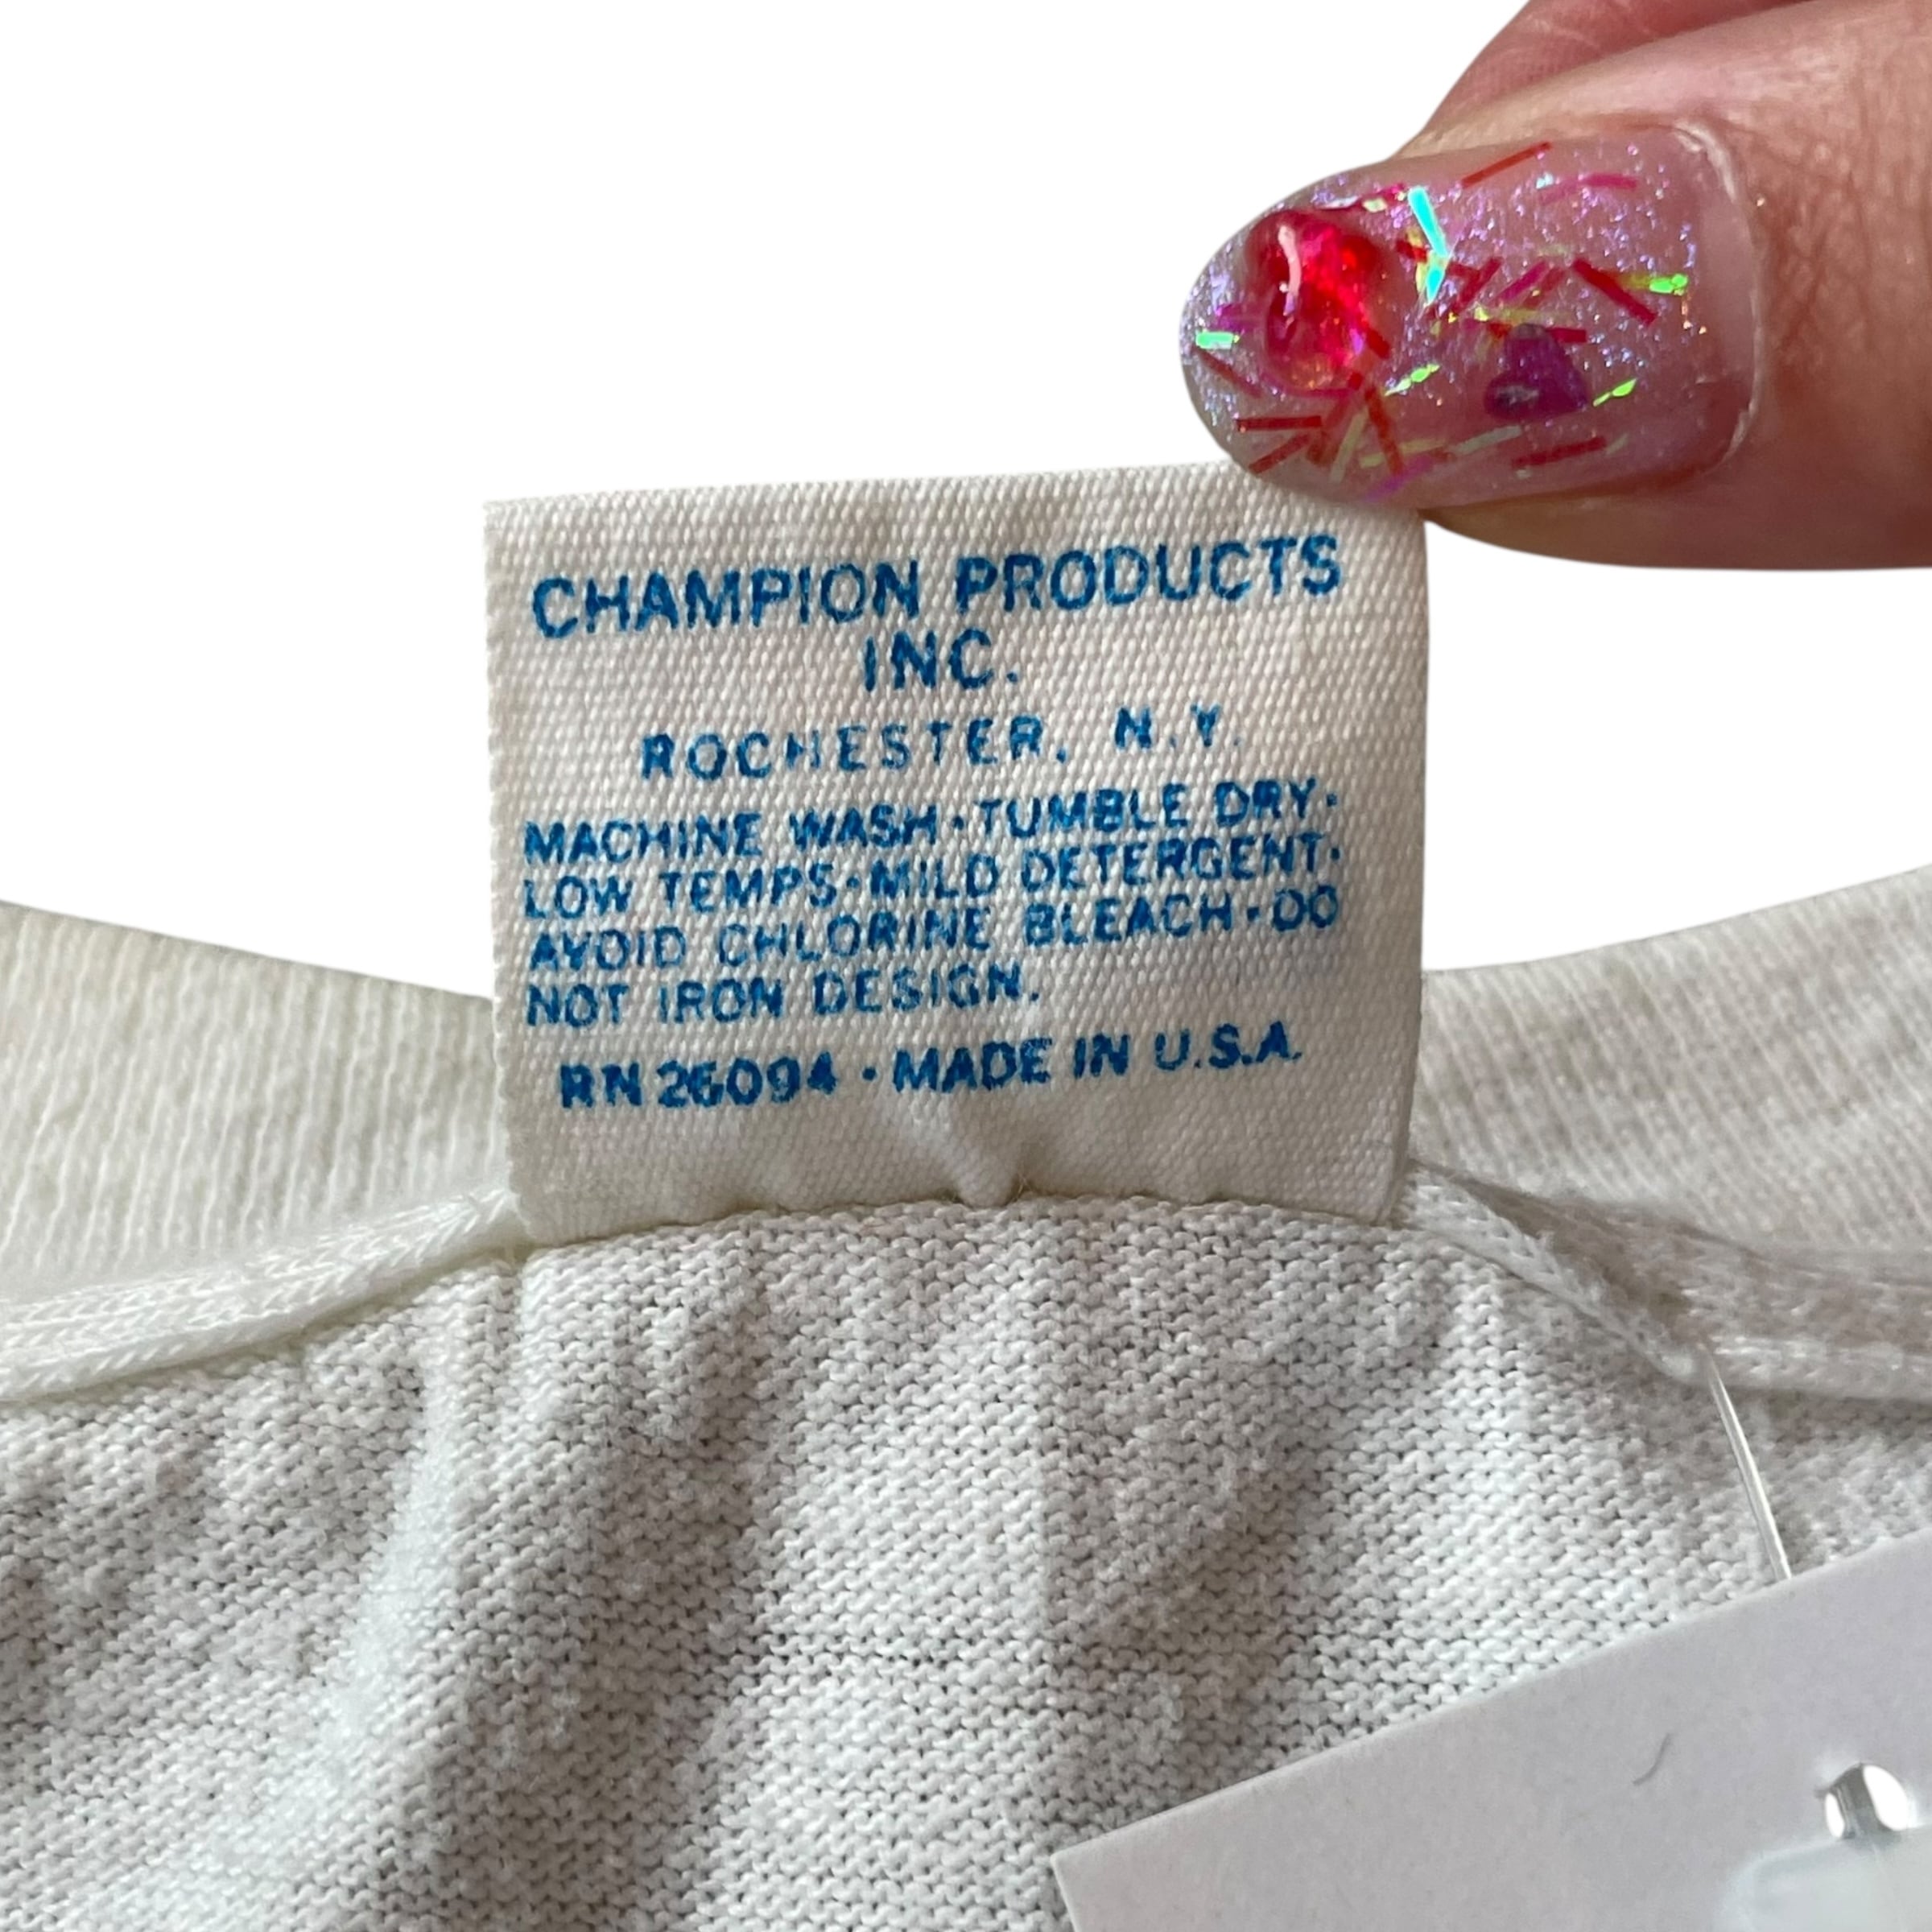 CHAMPION PRODUCTS
INC.
ROCHESTER, N.Y.
MACHINE WASH·TUMBLE DRY·
LOW TEMPS·MILD DETERGENT·
AVOID CHLORINE BLEACH·DO
NOT IRON DESIGN.
RN 26094 · MADE IN U.S.A.